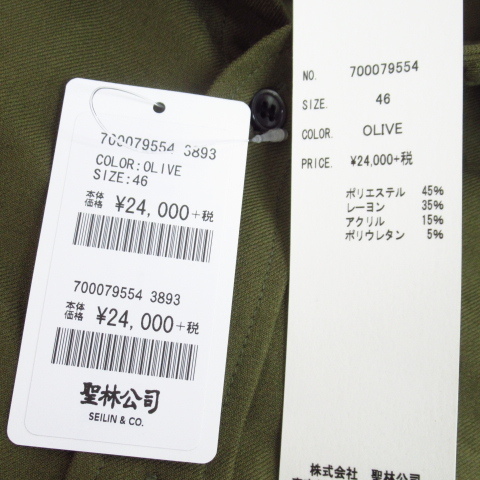 700079554 3893
COLOR:OLIVE
SIZE:46
本体価格 ¥24,000+税
700079554 3893
本体価格 ¥24,000+税
聖林公司
SEILIN & CO.
NO. 700079554
SIZE. 46
COLOR. OLIVE
PRICE. ¥24,000+税
ポリエステル 45%
レーヨン 35%
アクリル 15%
ポリウレタン 5%
株式会社 聖林公司